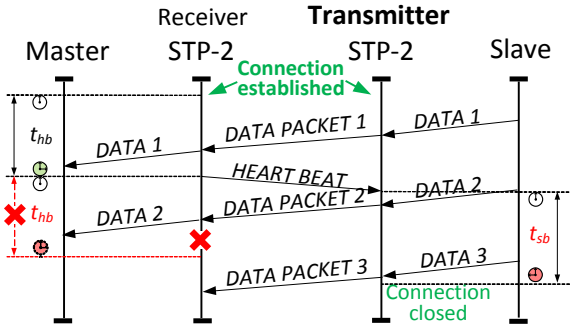 Receiver
Transmitter
Master
STP-2
STP-2
Slave
Connection
established
DATA 1
DATA PACKET 1
DATA 1
t_hb
HEART BEAT
DATA 2
DATA PACKET 2
DATA 2
t_hb
t_sb
DATA 3
DATA PACKET 3
Connection
closed